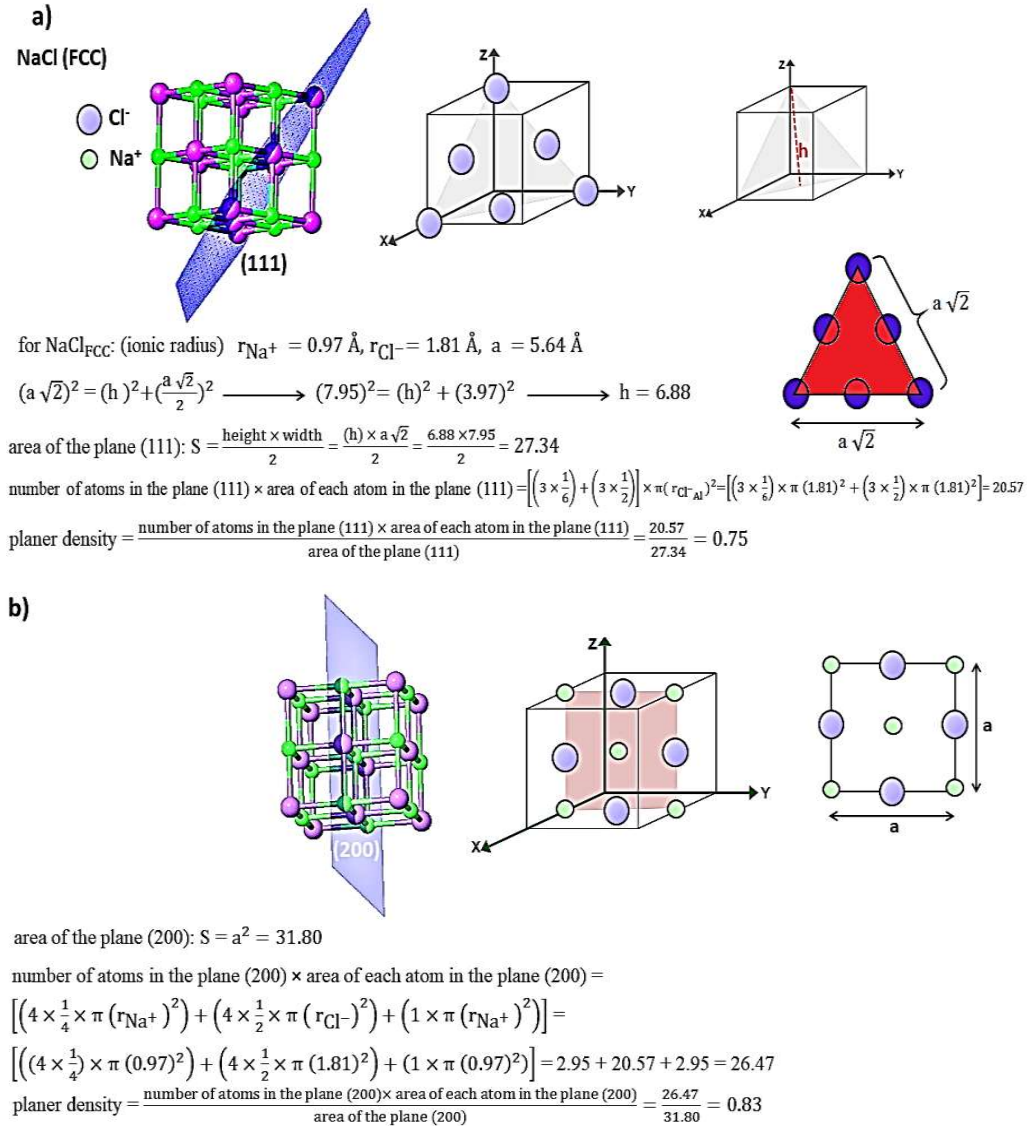 a)
NaCl (FCC)
Cl⁻
Na⁺
(111)
Z
Y
X
Z
h
Y
X
a √2
a √2
for NaCl_FCC: (ionic radius) r_Na⁺ = 0.97 Å, r_Cl⁻ = 1.81 Å, a = 5.64 Å
(a √2)² = (h )²+(a √2/2)² ⟶ (7.95)²= (h)² + (3.97)² ⟶ h = 6.88
area of the plane (111): S = height × width/2 = (h) × a √2/2 = 6.88 ×7.95/2 = 27.34
number of atoms in the plane (111) × area of each atom in the plane (111) =[(3 × 1/6) + (3 × 1/2)] × π( r_Cl⁻_Al)²=[(3 × 1/6) × π (1.81)² + (3 × 1/2) × π (1.81)²] = 20.57
planer density = number of atoms in the plane (111) × area of each atom in the plane (111)/area of the plane (111) = 20.57/27.34 = 0.75
b)
(200)
Z
Y
X
a
a
area of the plane (200): S = a² = 31.80
number of atoms in the plane (200) × area of each atom in the plane (200) =
[(4 × 1/4 × π (r_Na⁺)²) + (4 × 1/2 × π ( r_Cl⁻)²) + (1 × π (r_Na⁺ )²)] =
[((4 × 1/4) × π (0.97)²) + (4 × 1/2 × π (1.81)²) + (1 × π (0.97)²)] = 2.95 + 20.57 + 2.95 = 26.47
planer density = number of atoms in the plane (200)× area of each atom in the plane (200)/area of the plane (200) = 26.47/31.80 = 0.83